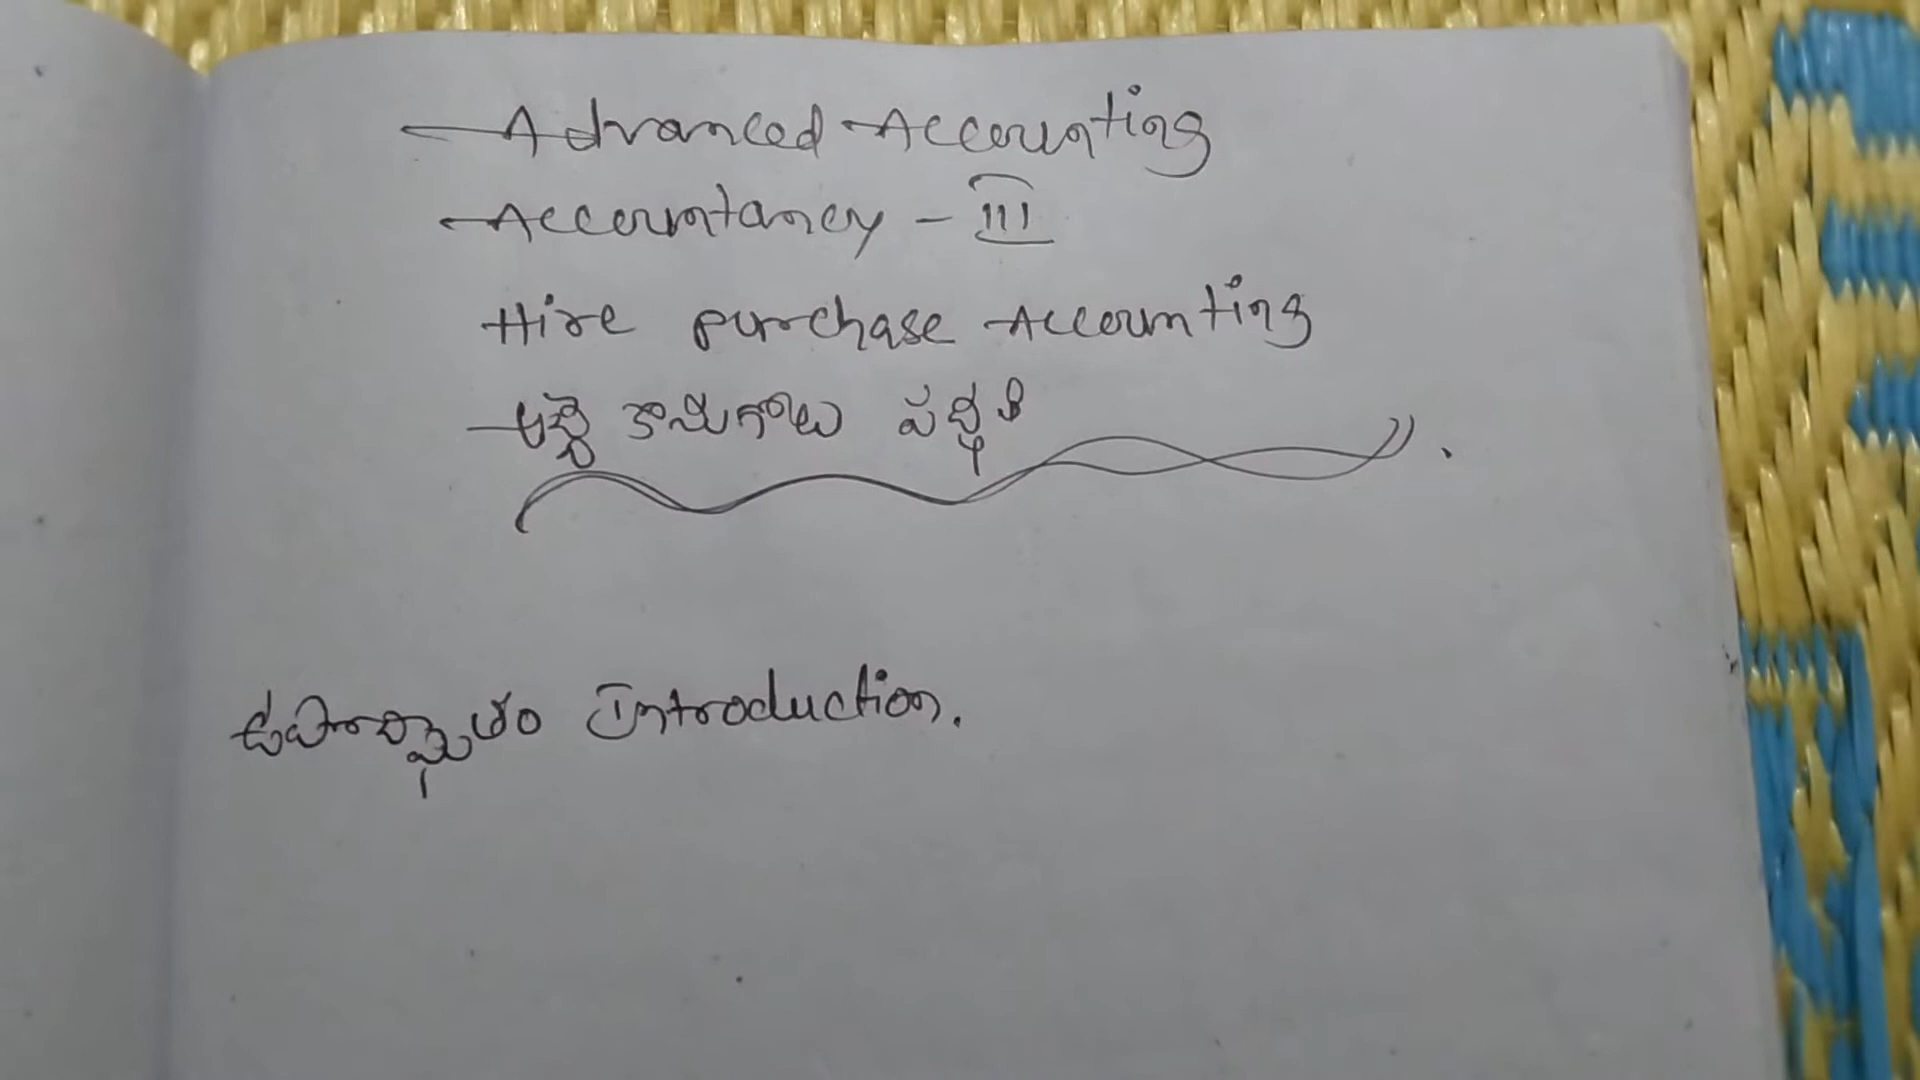 Advanced Accounting
Accountancy - III
Hire purchase Accounting
అద్దె కొనుగోలు పద్ధతి
ఉపోద్ఘాతం Introduction.